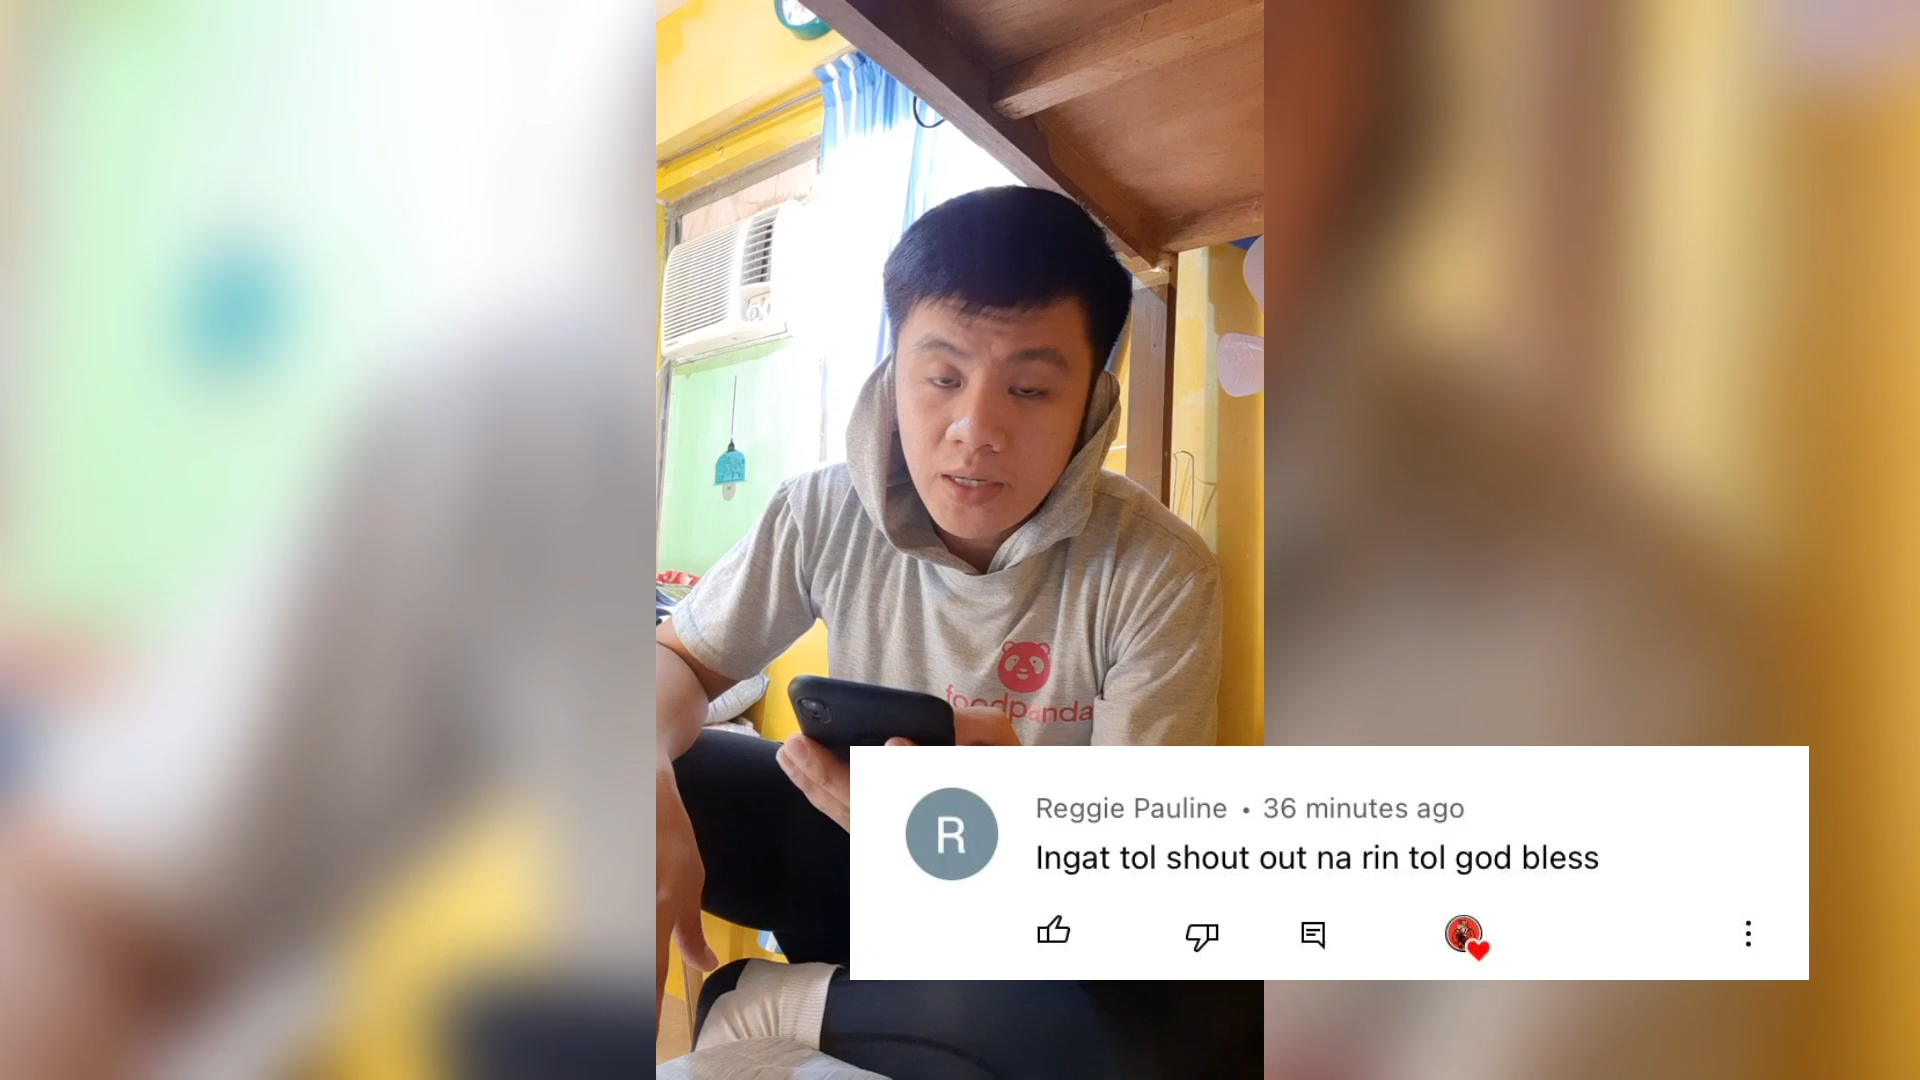 foodpanda
R
Reggie Pauline • 36 minutes ago
Ingat tol shout out na rin tol god bless